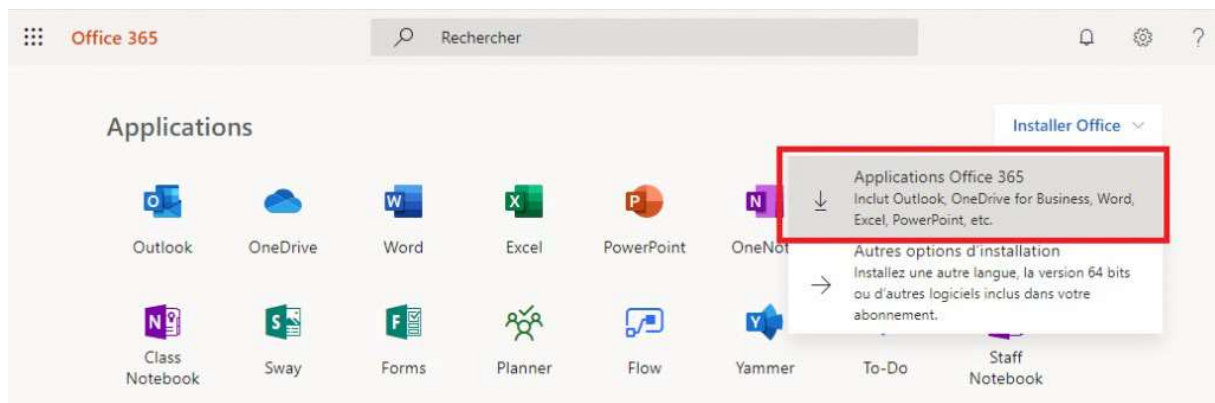 Office 365
Rechercher
?
Applications
Installer Office
Applications Office 365
Inclut Outlook, OneDrive for Business, Word,
Excel, PowerPoint, etc.
Autres options d'installation
Installez une autre langue, la version 64 bits
ou d'autres logiciels inclus dans votre
abonnement.
Outlook
OneDrive
Word
Excel
PowerPoint
OneNot
Class
Notebook
Sway
Forms
Planner
Flow
Yammer
To-Do
Staff
Notebook